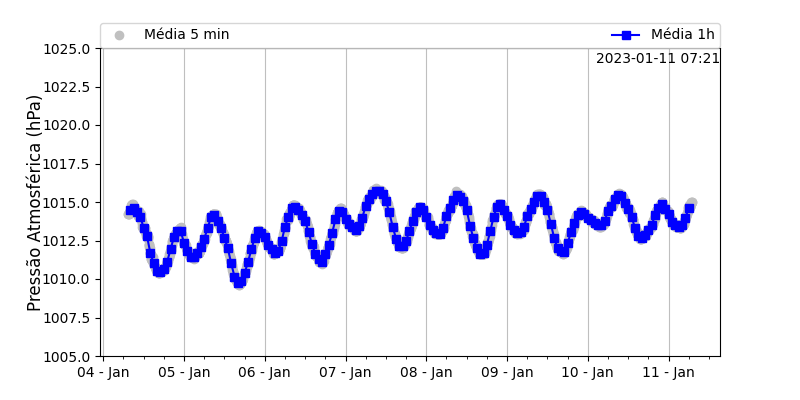 Média 5 min
Média 1h
2023-01-11 07:21
Pressão Atmosférica (hPa)
1025.0
1022.5
1020.0
1017.5
1015.0
1012.5
1010.0
1007.5
1005.0
04 - Jan
05 - Jan
06 - Jan
07 - Jan
08 - Jan
09 - Jan
10 - Jan
11 - Jan